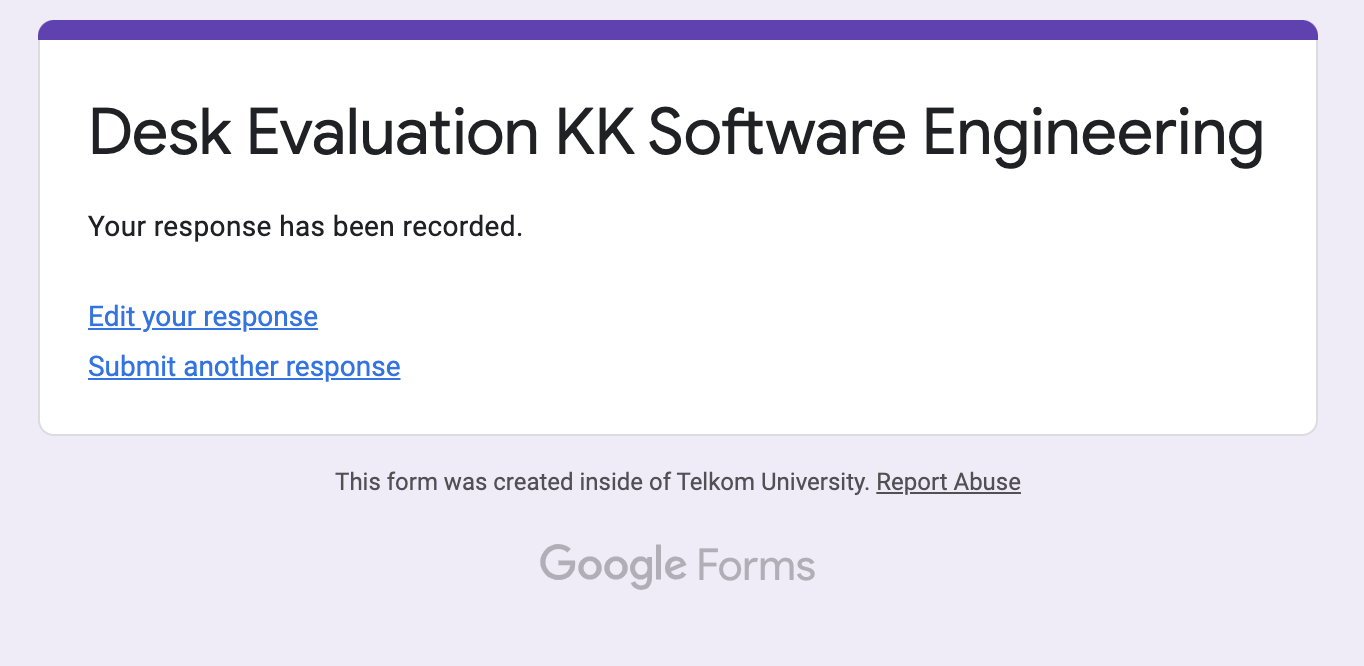 Desk Evaluation KK Software Engineering
Your response has been recorded.
Edit your response
Submit another response
This form was created inside of Telkom University. Report Abuse
Google Forms